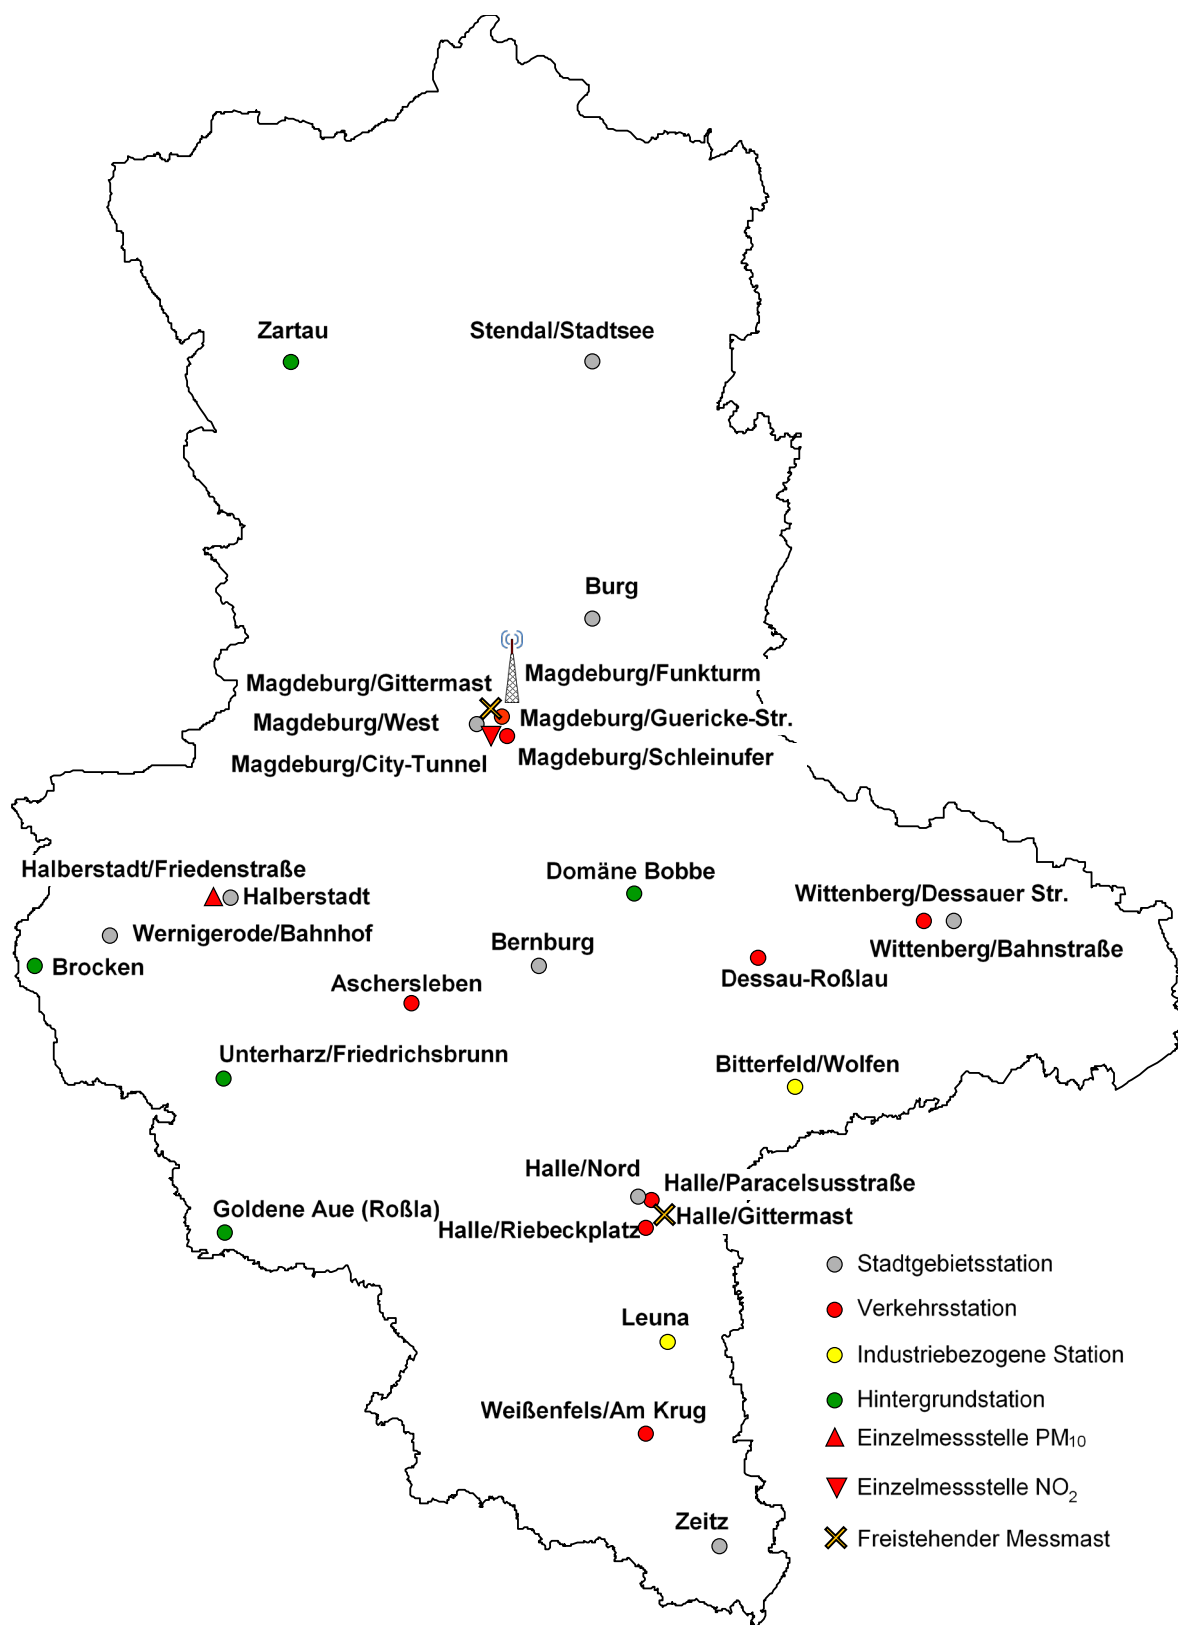 Zartau
Stendal/Stadtsee
Burg
Magdeburg/Funkturm
Magdeburg/Gittermast
Magdeburg/West
Magdeburg/Guericke-Str.
Magdeburg/City-Tunnel
Magdeburg/Schleinufer
Halberstadt/Friedenstraße
Halberstadt
Domäne Bobbe
Wittenberg/Dessauer Str.
Wernigerode/Bahnhof
Bernburg
Wittenberg/Bahnstraße
Brocken
Aschersleben
Dessau-Roßlau
Unterharz/Friedrichsbrunn
Bitterfeld/Wolfen
Halle/Nord
Halle/Paracelsusstraße
Goldene Aue (Roßla)
Halle/Gittermast
Halle/Riebeckplatz
Leuna
Weißenfels/Am Krug
Zeitz
Stadtgebietsstation
Verkehrsstation
Industriebezogene Station
Hintergrundstation
Einzelmessstelle PM₁₀
Einzelmessstelle NO₂
Freistehender Messmast